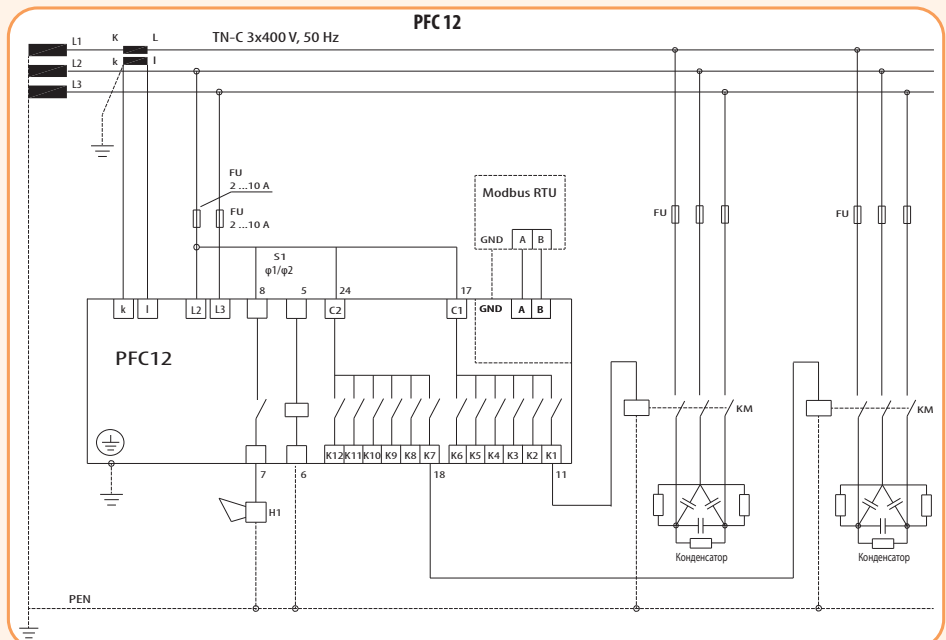 PFC 12
TN-C 3x400 V, 50 Hz
L1
K
L
L2
k
l
L3
FU
2 ...10 A
FU
2 ...10 A
Modbus RTU
GND
A
B
FU
FU
S1
φ1/φ2
8
5
24
17
k
l
L2
L3
C2
C1
GND
A
B
PFC12
KM
KM
K12
K11
K10
K9
K8
K7
K6
K5
K4
K3
K2
K1
7
6
18
11
H1
Конденсатор
Конденсатор
PEN